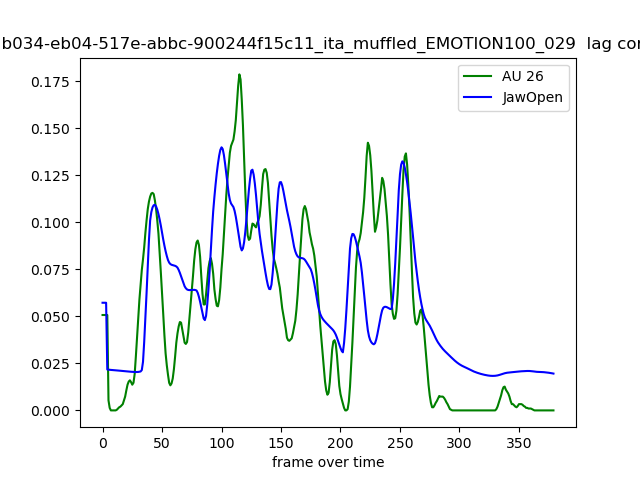 b034-eb04-517e-abbc-900244f15c11_ita_muffled_EMOTION100_029 lag cor
AU 26
JawOpen
0.175
0.150
0.125
0.100
0.075
0.050
0.025
0.000
0 50 100 150 200 250 300 350
frame over time